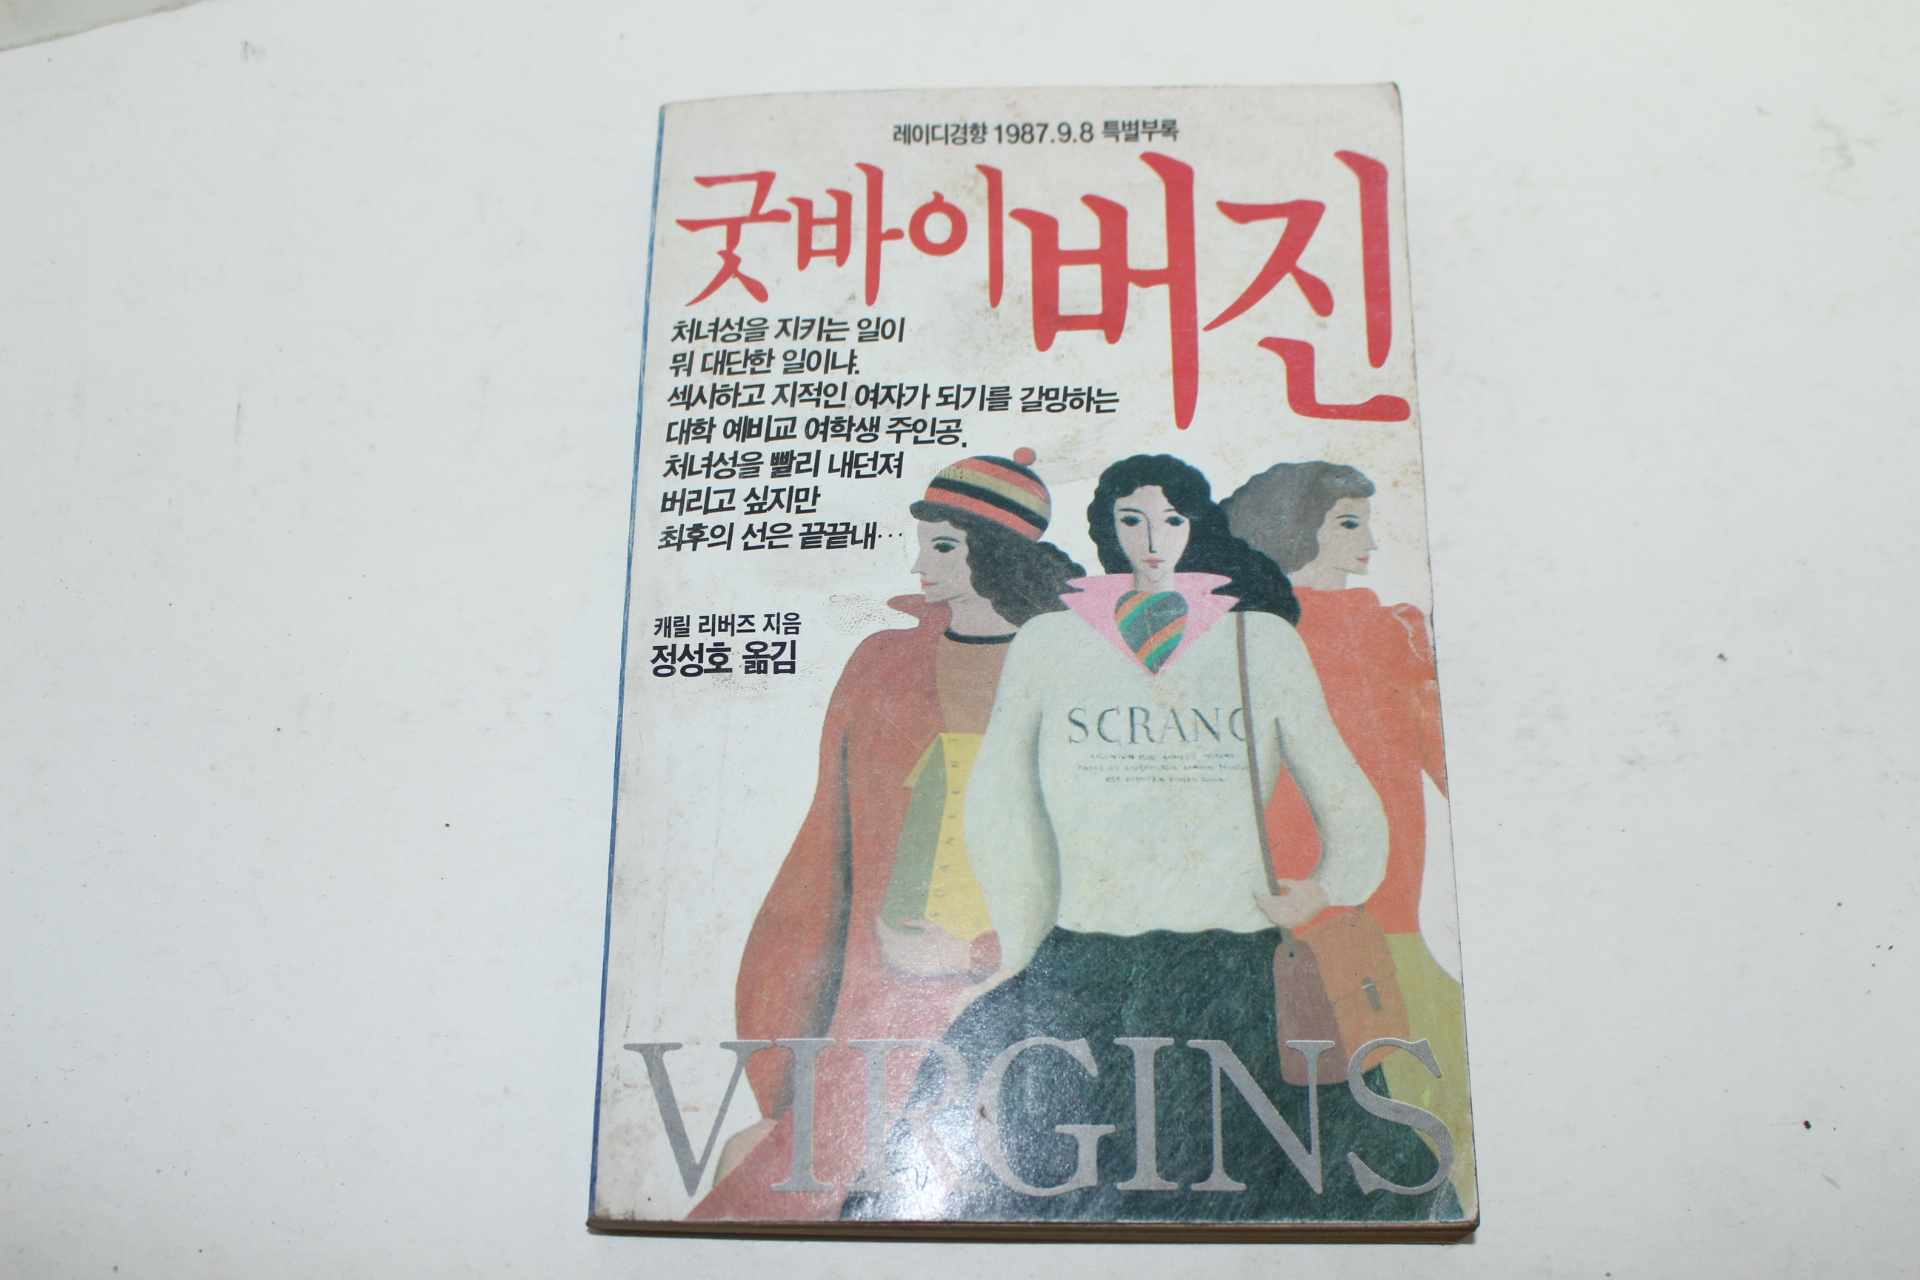 레이디경향 1987.9.8 특별부록
굿바이 버진
처녀성을 지키는 일이
뭐 대단한 일이냐.
섹시하고 지적인 여자가 되기를 갈망하는
대학 예비교 여학생 주인공.
처녀성을 빨리 내던져
버리고 싶지만
최후의 선은 끝끝내…
캐릴 리버즈 지음
정성호 옮김
SCRANO
VIRGINS